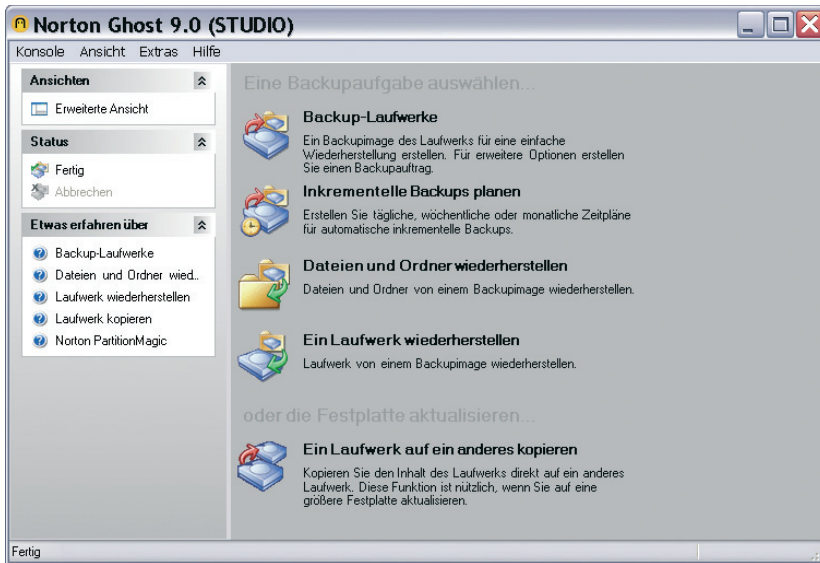 Norton Ghost 9.0 (STUDIO)
Konsole Ansicht Extras Hilfe
Ansichten
Erweiterte Ansicht
Status
Fertig
Abbrechen
Etwas erfahren über
Backup-Laufwerke
Dateien und Ordner wied..
Laufwerk wiederherstellen
Laufwerk kopieren
Norton PartitionMagic
Eine Backupaufgabe auswählen...
Backup-Laufwerke
Ein Backupimage des Laufwerks für eine einfache
Wiederherstellung erstellen. Für erweitere Optionen erstellen
Sie einen Backupauftrag.
Inkrementelle Backups planen
Erstellen Sie tägliche, wöchentliche oder monatliche Zeitpläne
für automatische inkrementelle Backups.
Dateien und Ordner wiederherstellen
Dateien und Ordner von einem Backupimage wiederherstellen.
Ein Laufwerk wiederherstellen
Laufwerk von einem Backupimage wiederherstellen.
oder die Festplatte aktualisieren...
Ein Laufwerk auf ein anderes kopieren
Kopieren Sie den Inhalt des Laufwerks direkt auf ein anderes
Laufwerk. Diese Funktion ist nützlich, wenn Sie auf eine
größere Festplatte aktualisieren.
Fertig